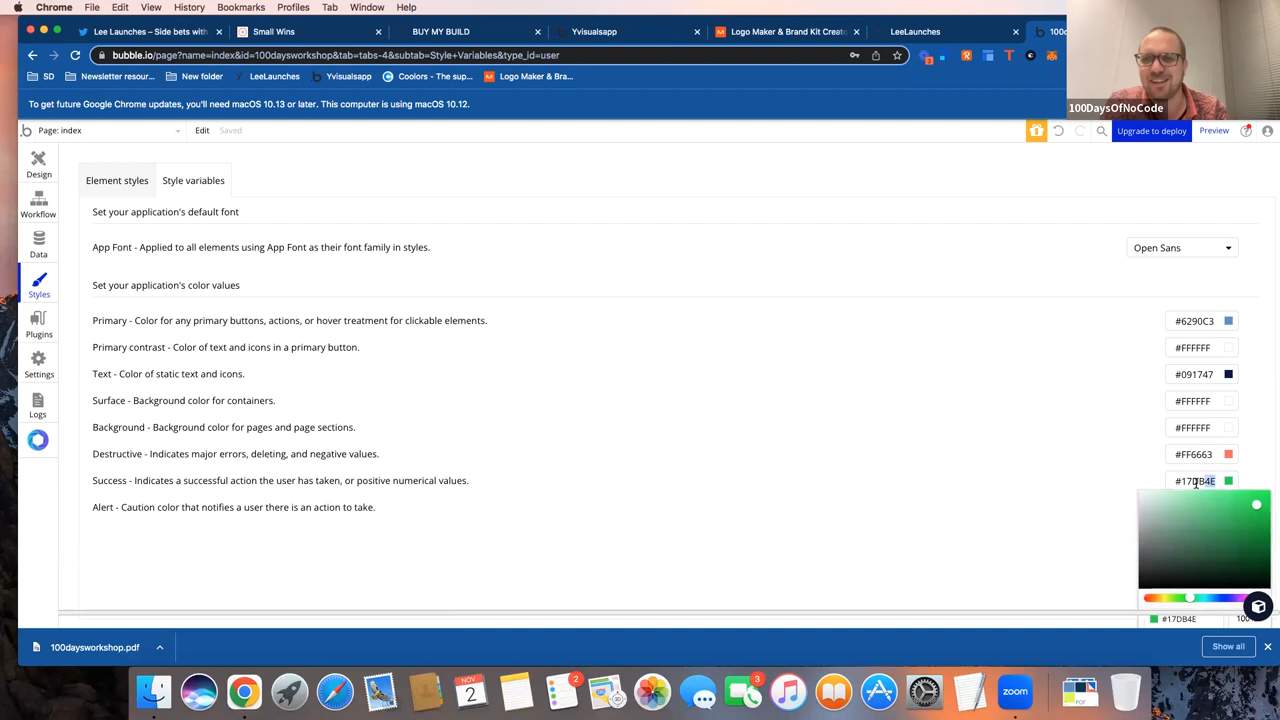 Chrome File Edit View History Bookmarks Profiles Tab Window Help
Lee Launches – Side bets with
Small Wins
BUY MY BUILD
Yvisualsapp
Logo Maker & Brand Kit Creato
LeeLaunches
100
bubble.io/page?name=index&id=100daysworkshop&tab=tabs-4&subtab=Style+Variables&type_id=user
SD
Newsletter resour...
New folder
LeeLaunches
Yvisualsapp
Coolors - The sup...
Logo Maker & Bra...
100DaysOfNoCode
To get future Google Chrome updates, you'll need macOS 10.13 or later. This computer is using macOS 10.12.
Page: index
Edit
Saved
Upgrade to deploy
Preview
Design
Workflow
Data
Styles
Plugins
Settings
Logs
Element styles
Style variables
Set your application's default font
App Font - Applied to all elements using App Font as their font family in styles.
Open Sans
Set your application's color values
Primary - Color for any primary buttons, actions, or hover treatment for clickable elements.
#6290C3
Primary contrast - Color of text and icons in a primary button.
#FFFFFF
Text - Color of static text and icons.
#091747
Surface - Background color for containers.
#FFFFFF
Background - Background color for pages and page sections.
#FFFFFF
Destructive - Indicates major errors, deleting, and negative values.
#FF6663
Success - Indicates a successful action the user has taken, or positive numerical values.
#17DB4E
Alert - Caution color that notifies a user there is an action to take.
#17DB4E
100
100daysworkshop.pdf
Show all
NOV
2
2
3
30
zoom
PDF